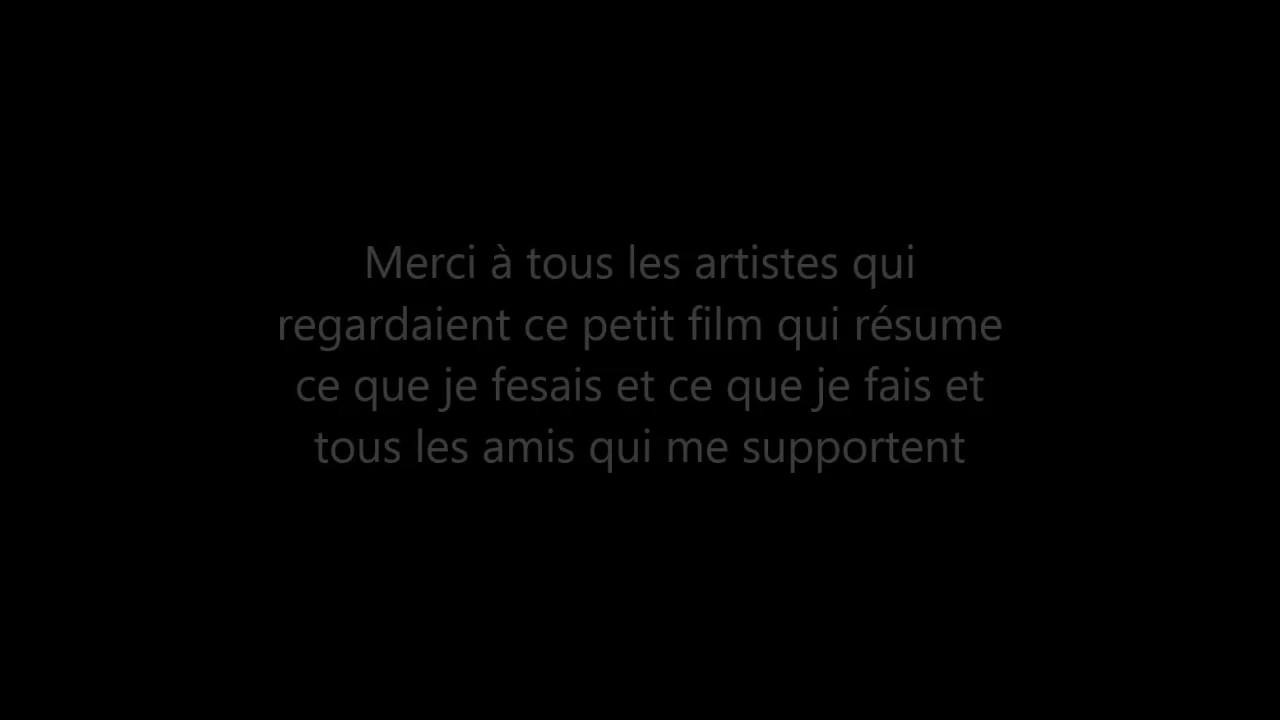 Merci à tous les artistes qui
regardaient ce petit film qui résume
ce que je fesais et ce que je fais et
tous les amis qui me supportent